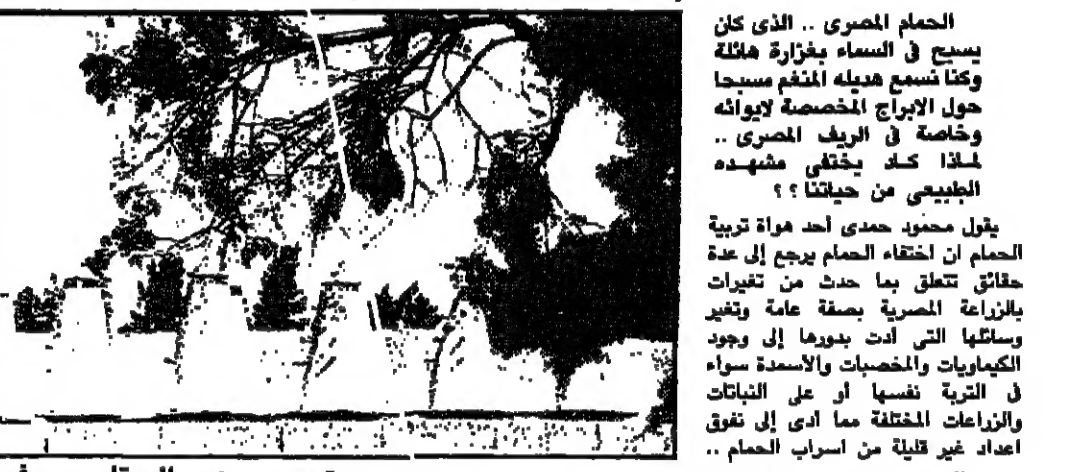 الحمام المصرى .. الذى كان
يسبح فى السماء بغزارة هائلة
وكنا نسمع هديله المنغم مسبحا
حول الابراج المخصصة لايوائه
وخاصة فى الريف المصرى ..
لماذا كاد يختفى مشهده
الطبيعى من حياتنا ؟ ؟
يقول محمود حمدى أحد هواة تربية
الحمام ان اختفاء الحمام يرجع إلى عدة
حقائق تتعلق بما حدث من تغيرات
بالزراعة المصرية بصفة عامة وتغير
وسائلها التى أدت بدورها إلى وجود
الكيماويات والمخصبات والأسمدة سواء
فى التربة نفسها أو على النباتات
والزراعات المختلفة مما أدى إلى نفوق
اعداد غير قليلة من اسراب الحمام ..